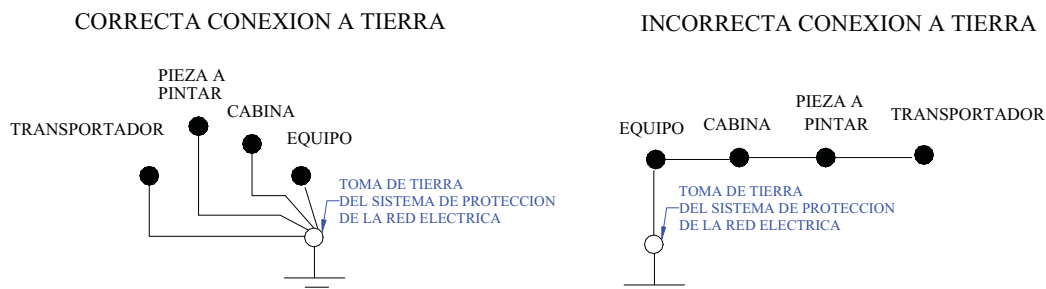 CORRECTA CONEXION A TIERRA
PIEZA A
PINTAR
CABINA
TRANSPORTADOR
EQUIPO
TOMA DE TIERRA
DEL SISTEMA DE PROTECCION
DE LA RED ELECTRICA
INCORRECTA CONEXION A TIERRA
EQUIPO
CABINA
PIEZA A
PINTAR
TRANSPORTADOR
TOMA DE TIERRA
DEL SISTEMA DE PROTECCION
DE LA RED ELECTRICA